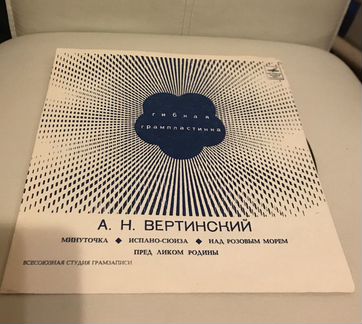 гибкая
грампластинка
А. Н. ВЕРТИНСКИЙ
МИНУТОЧКА ◆ ИСПАНО-СЮИЗА ◆ НАД РОЗОВЫМ МОРЕМ
ПРЕД ЛИКОМ РОДИНЫ
ВСЕСОЮЗНАЯ СТУДИЯ ГРАМЗАПИСИ